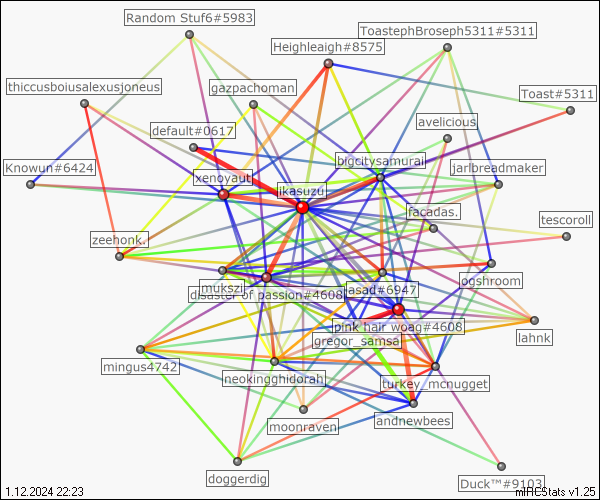 Random Stuf6#5983
ToastephBroseph5311#5311
Heighleaigh#8575
thiccusboiusalexusjoneus
gazpachoman
Toast#5311
avelicious
default#0617
bigcitysamurai
jarlbreadmaker
Knowun#6424
xenoyaut
ikasuzu
facadas.
tescoroll
zeehonk.
mukszi
ogshroom
disaster of passion#4608
asad#6947
pink hair woag#4608
lahnk
gregor_samsa
mingus4742
neokingghidorah
turkey_mcnugget
moonraven
andnewbees
doggerdig
Duck™#9103
1.12.2024 22:23
mIRCStats v1.25